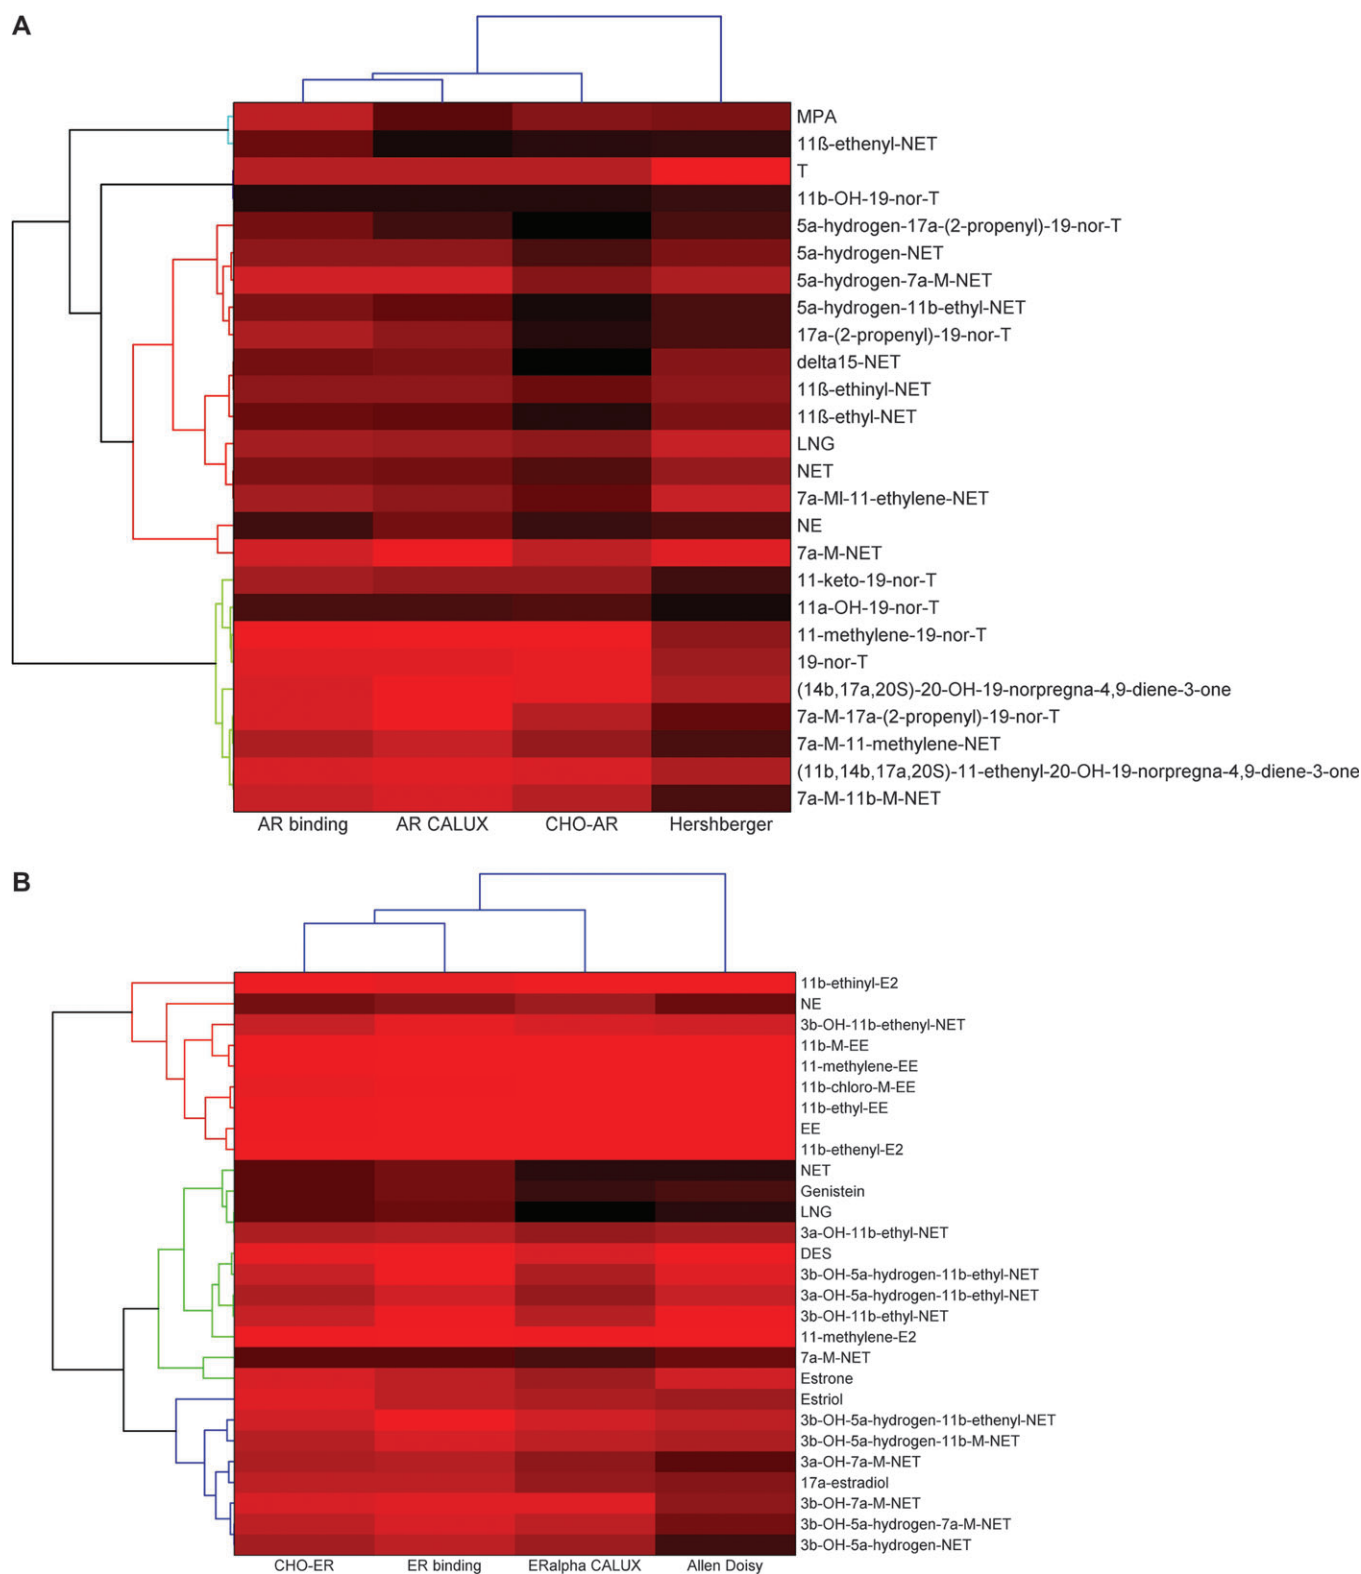 A
MPA
11ß-ethenyl-NET
T
11b-OH-19-nor-T
5a-hydrogen-17a-(2-propenyl)-19-nor-T
5a-hydrogen-NET
5a-hydrogen-7a-M-NET
5a-hydrogen-11b-ethyl-NET
17a-(2-propenyl)-19-nor-T
delta15-NET
11ß-ethinyl-NET
11ß-ethyl-NET
LNG
NET
7a-MI-11-ethylene-NET
NE
7a-M-NET
11-keto-19-nor-T
11a-OH-19-nor-T
11-methylene-19-nor-T
19-nor-T
(14b,17a,20S)-20-OH-19-norpregna-4,9-diene-3-one
7a-M-17a-(2-propenyl)-19-nor-T
7a-M-11-methylene-NET
(11b,14b,17a,20S)-11-ethenyl-20-OH-19-norpregna-4,9-diene-3-one
7a-M-11b-M-NET
AR binding AR CALUX CHO-AR Hershberger
B
11b-ethinyl-E2
NE
3b-OH-11b-ethenyl-NET
11b-M-EE
11-methylene-EE
11b-chloro-M-EE
11b-ethyl-EE
EE
11b-ethenyl-E2
NET
Genistein
LNG
3a-OH-11b-ethyl-NET
DES
3b-OH-5a-hydrogen-11b-ethyl-NET
3a-OH-5a-hydrogen-11b-ethyl-NET
3b-OH-11b-ethyl-NET
11-methylene-E2
7a-M-NET
Estrone
Estriol
3b-OH-5a-hydrogen-11b-ethenyl-NET
3b-OH-5a-hydrogen-11b-M-NET
3a-OH-7a-M-NET
17a-estradiol
3b-OH-7a-M-NET
3b-OH-5a-hydrogen-7a-M-NET
3b-OH-5a-hydrogen-NET
CHO-ER ER binding ERalpha CALUX Allen Doisy